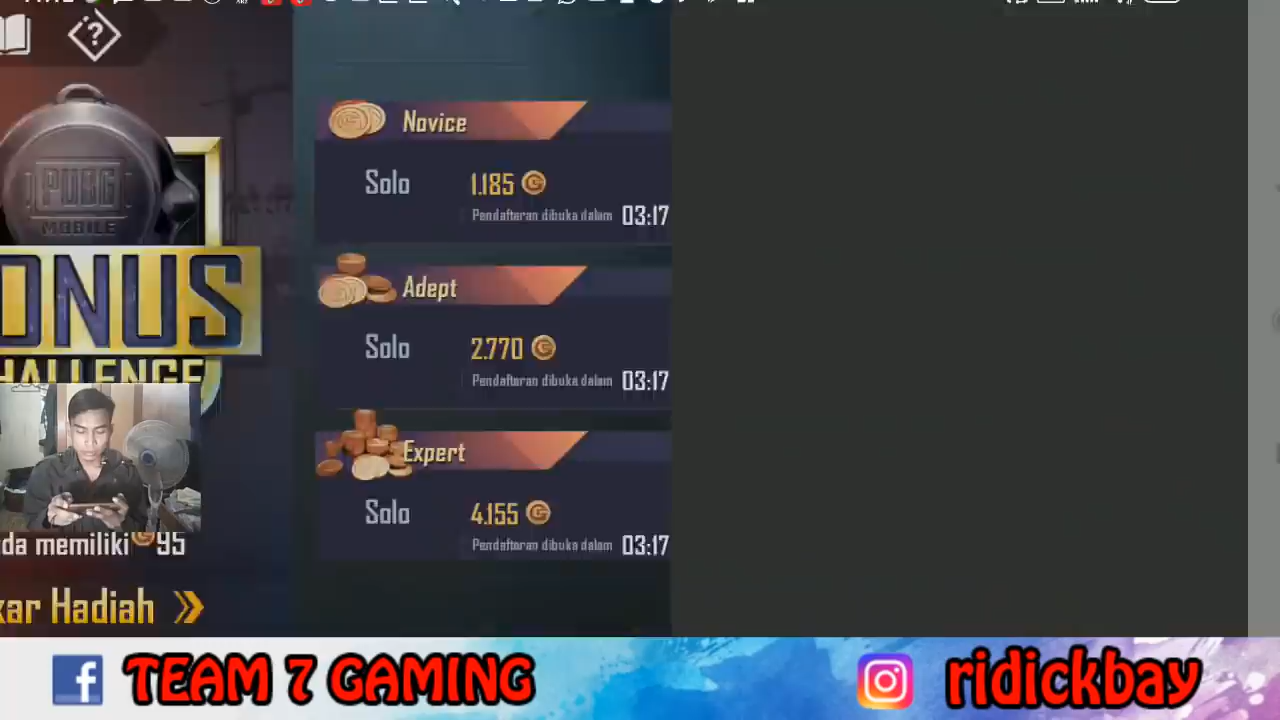 PUBG
MOBILE
ONUS
HALLENGE
da memiliki 95
kar Hadiah
Novice
Solo 1.185
Pendaftaran dibuka dalam 03:17
Adept
Solo 2.770
Pendaftaran dibuka dalam 03:17
Expert
Solo 4.155
Pendaftaran dibuka dalam 03:17
TEAM 7 GAMING
ridickbay